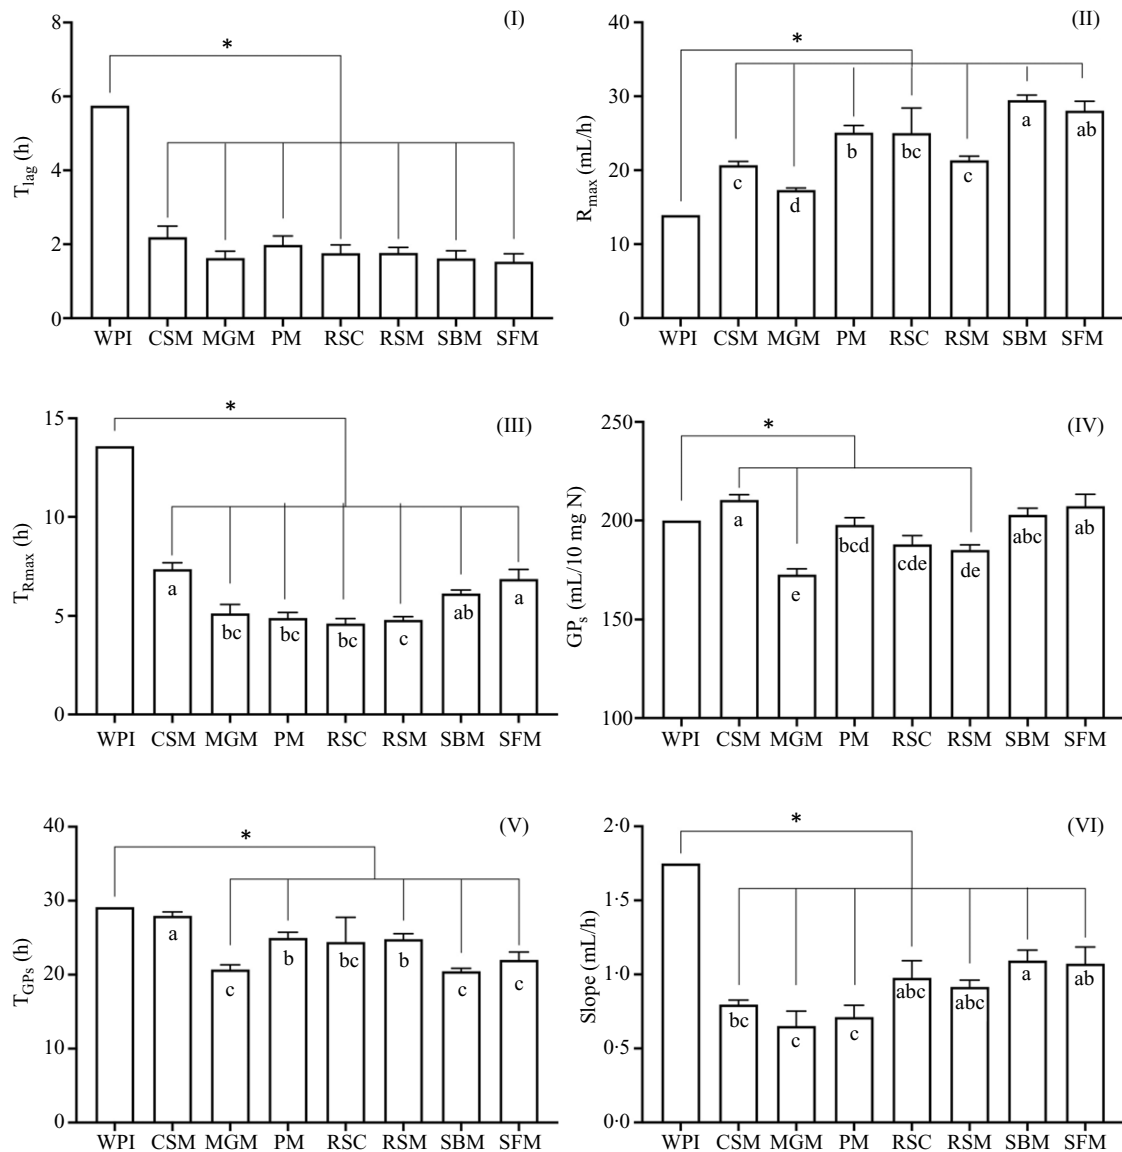 (I)
*
T_lag (h)
8
6
4
2
0
WPI CSM MGM PM RSC RSM SBM SFM
(II)
*
R_max (mL/h)
40
30
20
10
0
c d b bc c a ab
WPI CSM MGM PM RSC RSM SBM SFM
(III)
*
T_Rmax (h)
15
10
5
0
a bc bc bc c ab a
WPI CSM MGM PM RSC RSM SBM SFM
(IV)
*
GP_s (mL/10 mg N)
250
200
150
100
a e bcd cde de abc ab
WPI CSM MGM PM RSC RSM SBM SFM
(V)
*
T_GPs (h)
40
30
20
10
0
a c b bc b c c
WPI CSM MGM PM RSC RSM SBM SFM
(VI)
*
Slope (mL/h)
2·0
1·5
1·0
0·5
0·0
bc c c abc abc a ab
WPI CSM MGM PM RSC RSM SBM SFM